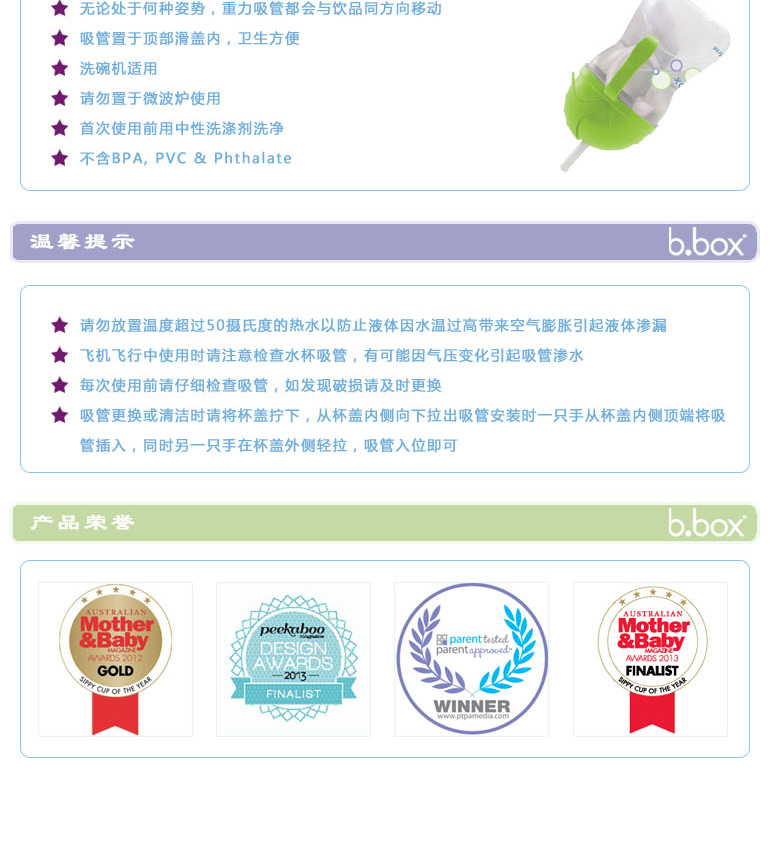 无论处于何种姿势，重力吸管都会与饮品同方向移动
吸管置于顶部滑盖内，卫生方便
洗碗机适用
请勿置于微波炉使用
首次使用前用中性洗涤剂洗净
不含BPA, PVC & Phthalate
温馨提示
b.box
请勿放置温度超过50摄氏度的热水以防止液体因水温过高带来空气膨胀引起液体渗漏
飞机飞行中使用时请注意检查水杯吸管，有可能因气压变化引起吸管渗水
每次使用前请仔细检查吸管，如发现破损请及时更换
吸管更换或清洁时请将杯盖拧下，从杯盖内侧向下拉出吸管安装时一只手从杯盖内侧顶端将吸
管插入，同时另一只手在杯盖外侧轻拉，吸管入位即可
产品荣誉
b.box
AUSTRALIAN
Mother
&Baby
MAGAZINE
AWARDS 2012
GOLD
SIPPY CUP OF THE YEAR
peekaboo
magazine
DESIGN
AWARDS
2013
FINALIST
parent tested
parent approved
WINNER
www.ptpamedia.com
AUSTRALIAN
Mother
&Baby
MAGAZINE
AWARDS 2013
FINALIST
SIPPY CUP OF THE YEAR